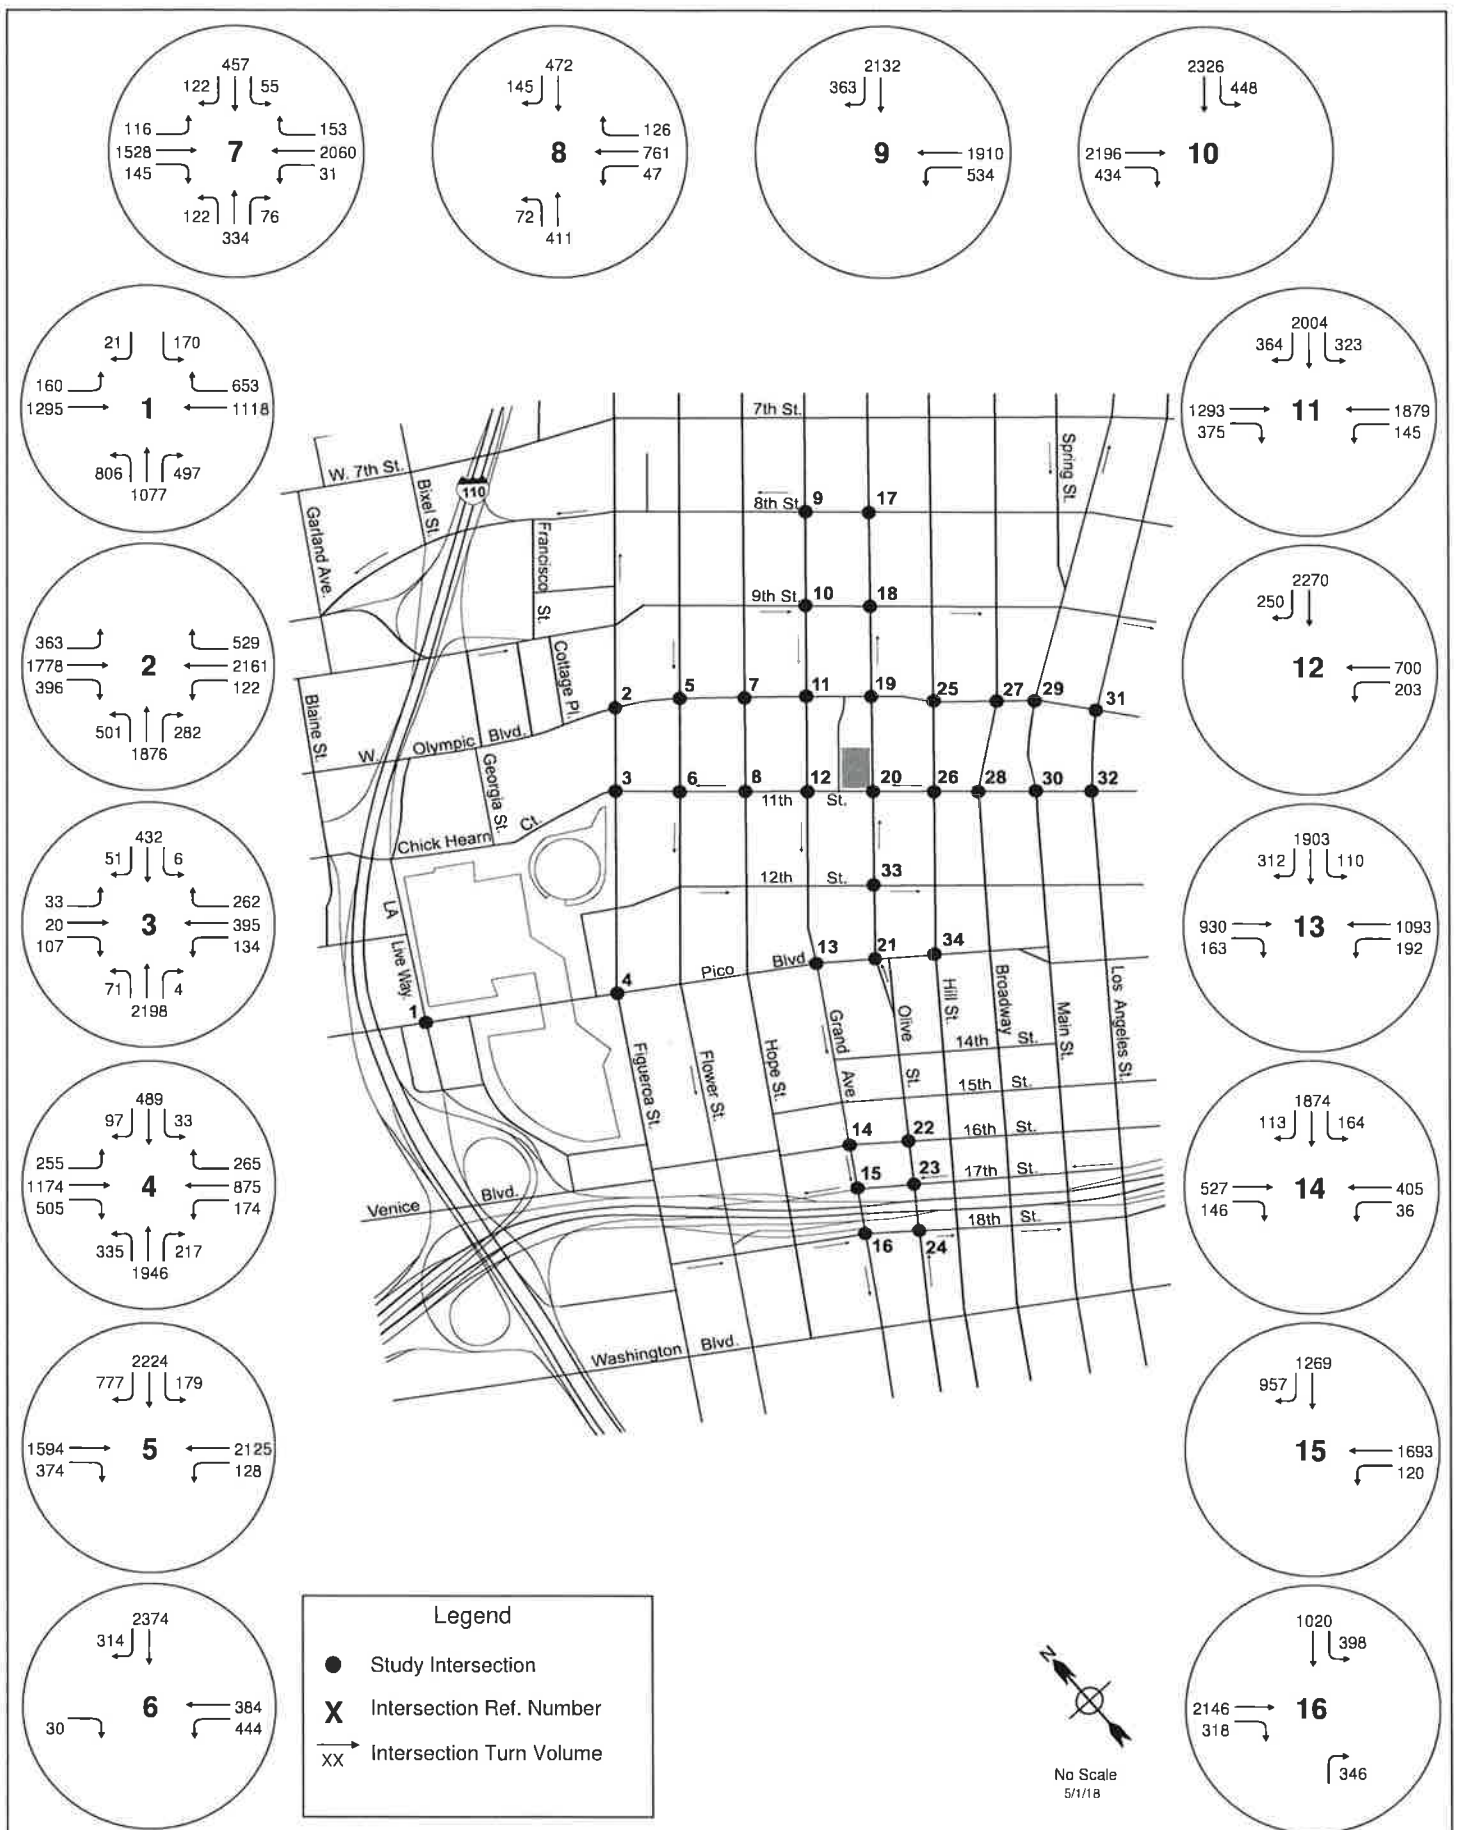 457
122 55
116 153
1528 7 2060
145 31
122 76
334
472
145
126
8 761
47
72
411
2132
363
9 1910
534
2326
448
2196 10
434
21 170
160 653
1295 1 1118
806 497
1077
363 529
1778 2 2161
396 122
501 282
1876
432
51 6
33 262
20 3 395
107 134
71 4
2198
489
97 33
255 265
1174 4 875
505 174
335 217
1946
2224
777 179
1594 5 2125
374 128
2374
314
6 384
30 444
2004
364 323
1293 11 1879
375 145
2270
250
12 700
203
1903
312 110
930 13 1093
163 192
1874
113 164
527 14 405
146 36
1269
957
15 1693
120
1020
398
2146 16
318
346
7th St.
W. 7th St.
110
Bixel St.
Garland Ave.
Spring St.
8th St.
9
17
Francisco St.
9th St.
10
18
Cottage Pl.
Blaine St.
W. Olympic Blvd.
Georgia St.
2
5
7
11
19
25
27
29
31
3
6
8
12
20
26
28
30
32
11th St.
Chick Hearn Ct.
12th St.
33
LA Live Way.
1
4
Pico Blvd
13
21
34
Figueroa St.
Flower St.
Hope St.
Grand Ave.
Olive St.
Hill St.
Broadway
Main St.
Los Angeles St.
14th St.
15th St.
14
22
16th St.
15
23
17th St.
Venice Blvd.
18th St.
16
24
Washington Blvd.
Legend
Study Intersection
X Intersection Ref. Number
XX Intersection Turn Volume
N
No Scale
5/1/18